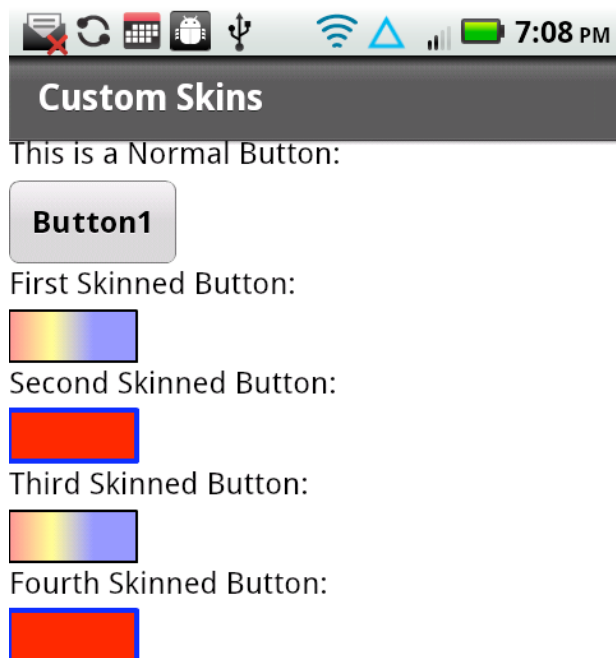 7:08 PM
Custom Skins
This is a Normal Button:
Button1
First Skinned Button:
Second Skinned Button:
Third Skinned Button:
Fourth Skinned Button: